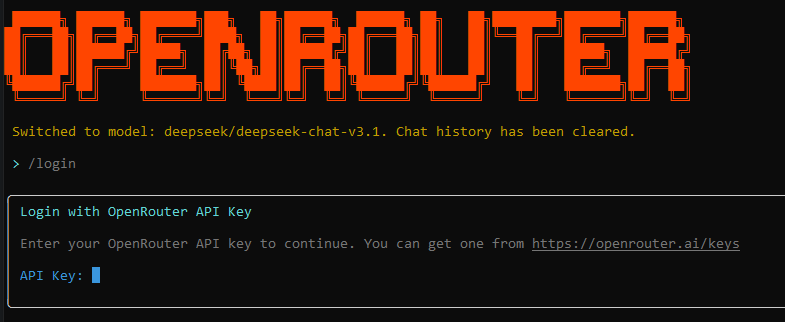 OPENROUTER
Switched to model: deepseek/deepseek-chat-v3.1. Chat history has been cleared.
> /login
Login with OpenRouter API Key
Enter your OpenRouter API key to continue. You can get one from https://openrouter.ai/keys
API Key: